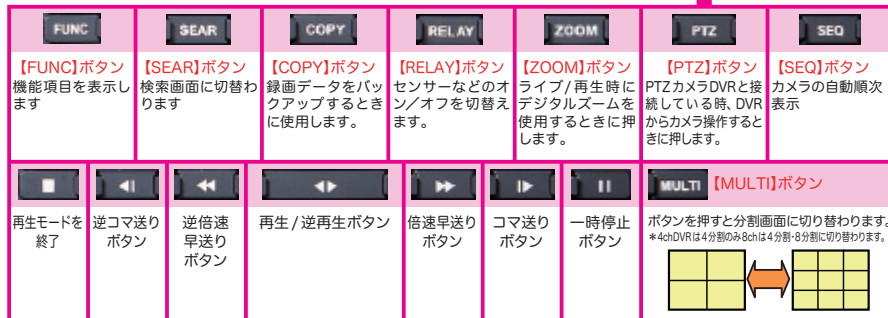 FUNC
【FUNC】ボタン
機能項目を表示し
ます
SEAR
【SEAR】ボタン
検索画面に切替わ
ります
COPY
【COPY】ボタン
録画データをバッ
クアップするとき
に使用します。
RELAY
【RELAY】ボタン
センサーなどのオ
ン／オフを切替え
ます。
ZOOM
【ZOOM】ボタン
ライブ/再生時に
デジタルズームを
使用するときに押
します。
PTZ
【PTZ】ボタン
PTZカメラDVRと接
続している時、DVR
からカメラ操作すると
きに押します。
SEQ
【SEQ】ボタン
カメラの自動順次
表示
再生モードを
終了
逆コマ送り
ボタン
逆倍速
早送り
ボタン
再生/逆再生ボタン
倍速早送り
ボタン
コマ送り
ボタン
一時停止
ボタン
MULTI 【MULTI】ボタン
ボタンを押すと分割画面に切り替わります。
＊4chDVRは4分割のみ8chは4分割・8分割に切り替わります。